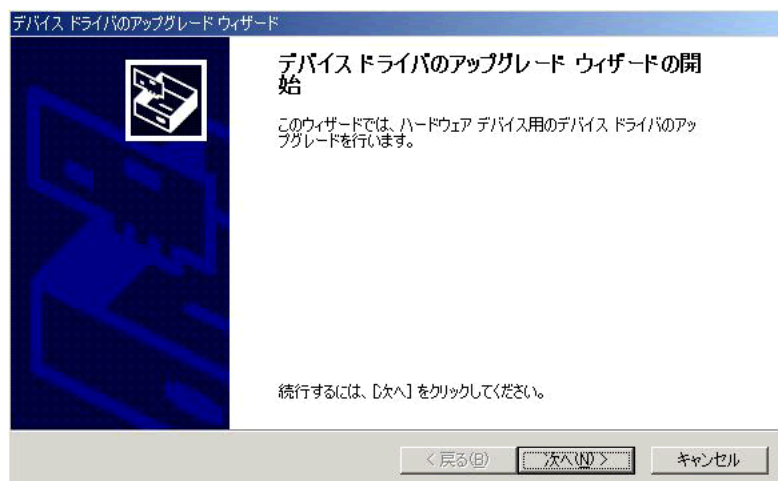 デバイス ドライバのアップグレード ウィザード
デバイス ドライバのアップグレード ウィザードの開
始
このウィザードでは、ハードウェア デバイス用のデバイス ドライバのアッ
プグレードを行います。
続行するには、[次へ] をクリックしてください。
< 戻る(B)
次へ(N) >
キャンセル